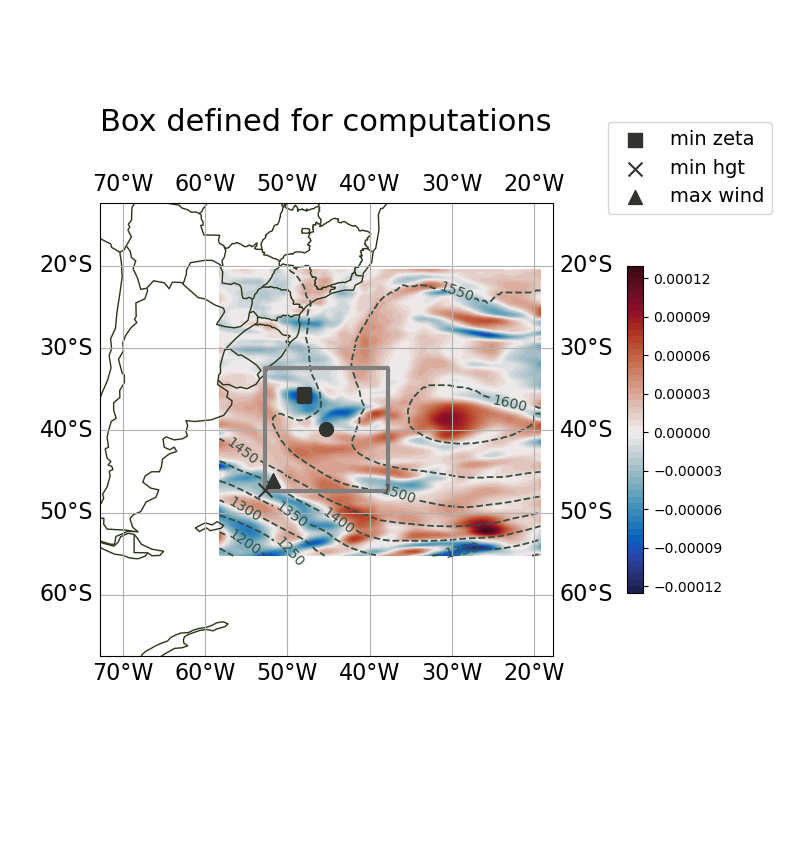 Box defined for computations
min zeta
min hgt
max wind
70°W 60°W 50°W 40°W 30°W 20°W
20°S 20°S
30°S 30°S
40°S 40°S
50°S 50°S
60°S 60°S
70°W 60°W 50°W 40°W 30°W 20°W
1550
1600
1450
1500
1300
1350
1400
1200
1250
0.00012
0.00009
0.00006
0.00003
0.00000
−0.00003
−0.00006
−0.00009
−0.00012